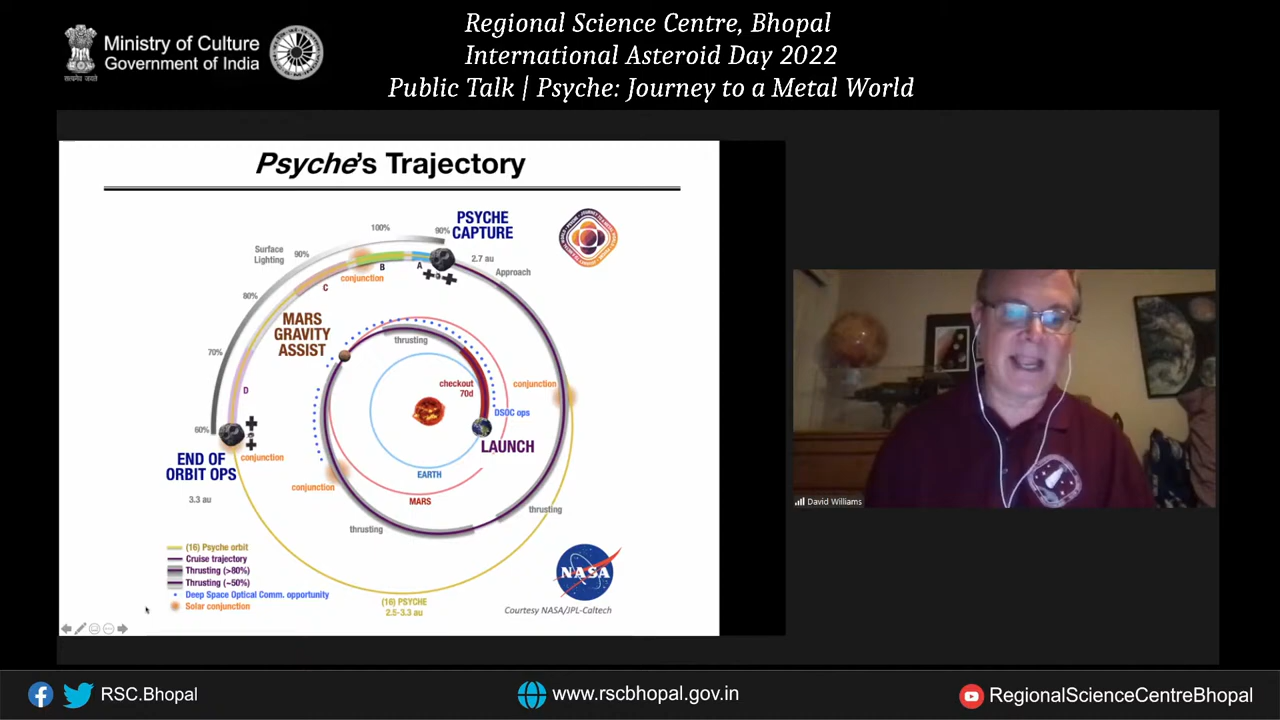 Regional Science Centre, Bhopal
International Asteroid Day 2022
Public Talk | Psyche: Journey to a Metal World
Ministry of Culture
Government of India
सत्यमेव जयते
Psyche's Trajectory
PSYCHE
CAPTURE
100%
90%
Surface
Lighting
90%
80%
70%
60%
A
B
C
D
conjunction
2.7 au
Approach
MARS
GRAVITY
ASSIST
thrusting
checkout
70d
conjunction
DSOC ops
LAUNCH
END OF
ORBIT OPS
conjunction
3.3 au
EARTH
conjunction
MARS
thrusting
thrusting
(16) Psyche orbit
Cruise trajectory
Thrusting (>80%)
Thrusting (~50%)
Deep Space Optical Comm. opportunity
Solar conjunction
(16) PSYCHE
2.5-3.3 au
NASA
Courtesy NASA/JPL-Caltech
David Williams
RSC.Bhopal
www.rscbhopal.gov.in
RegionalScienceCentreBhopal